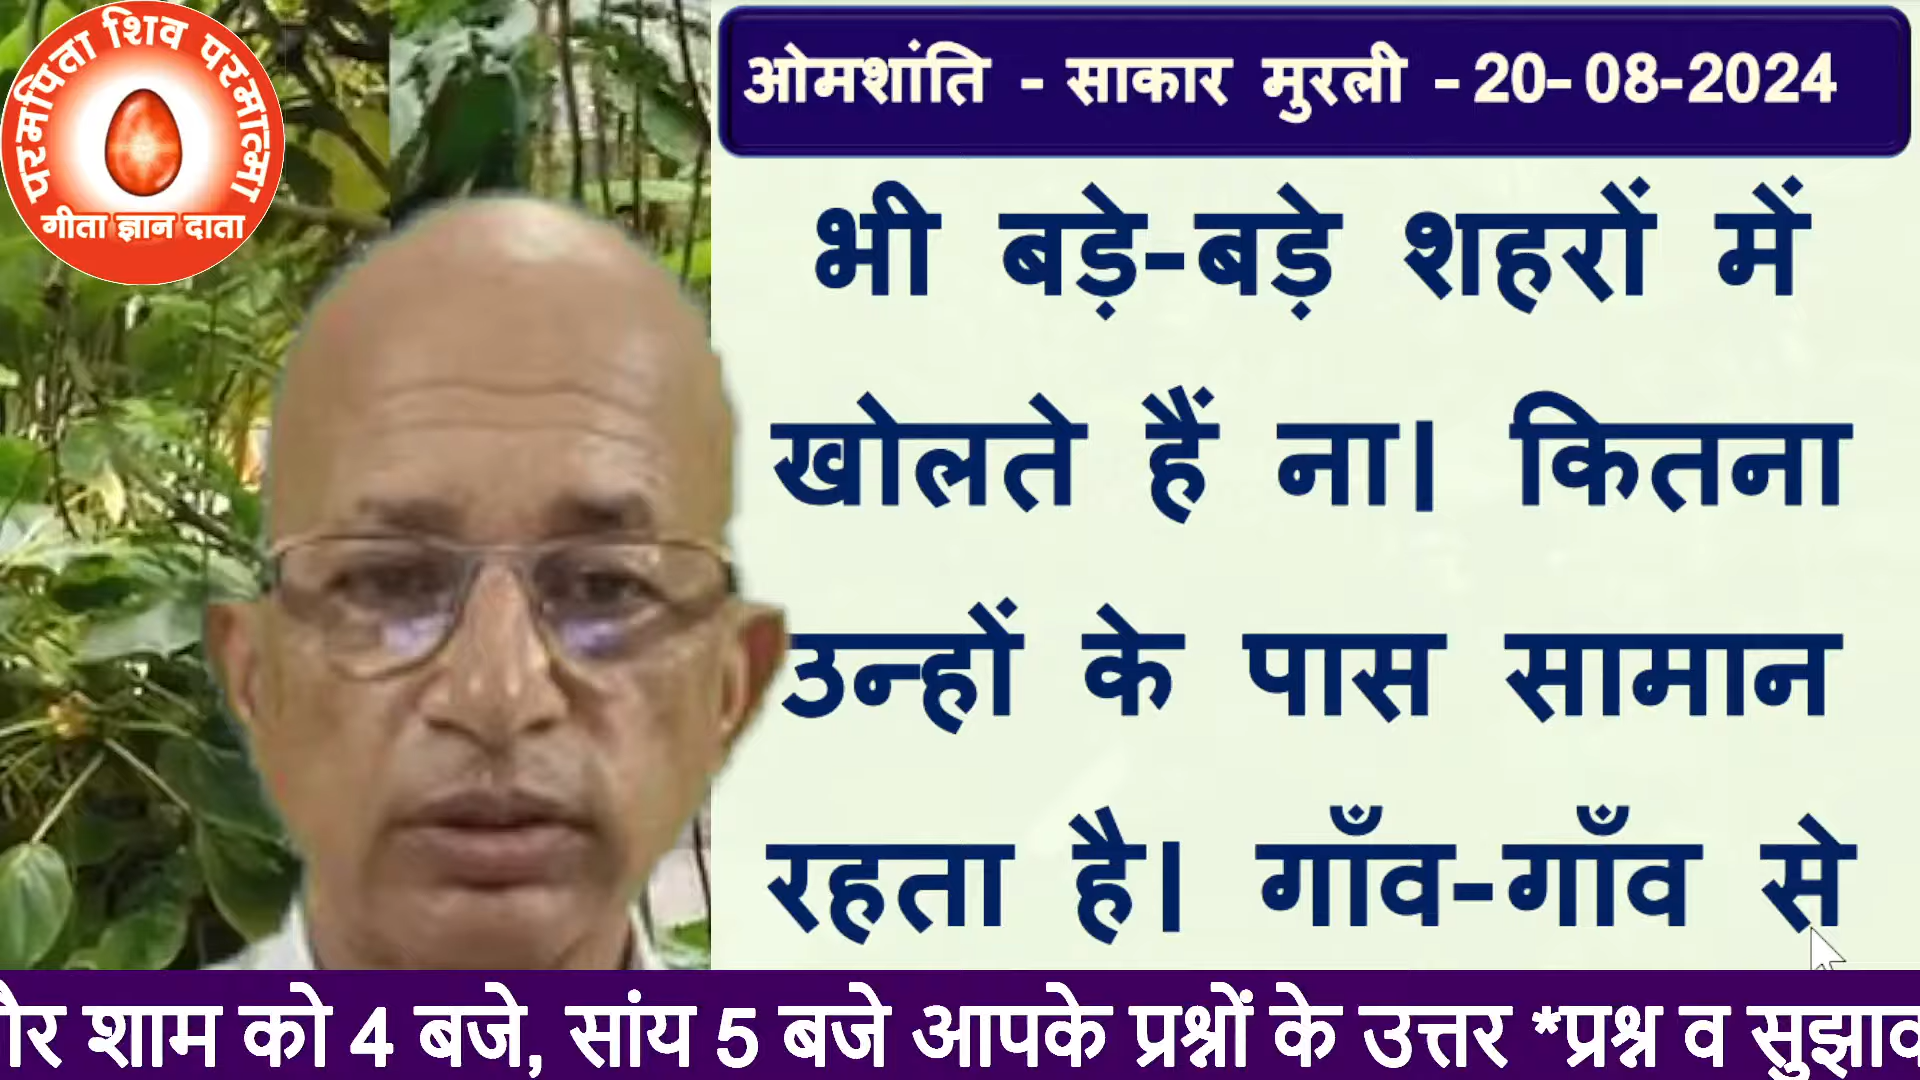 परमपिता शिव परमात्मा
गीता ज्ञान दाता
ओमशांति - साकार मुरली - 20- 08-2024
भी बड़े-बड़े शहरों में
खोलते हैं ना। कितना
उन्हों के पास सामान
रहता है। गाँव-गाँव से
शाम को 4 बजे, सांय 5 बजे आपके प्रश्नों के उत्तर *प्रश्न व